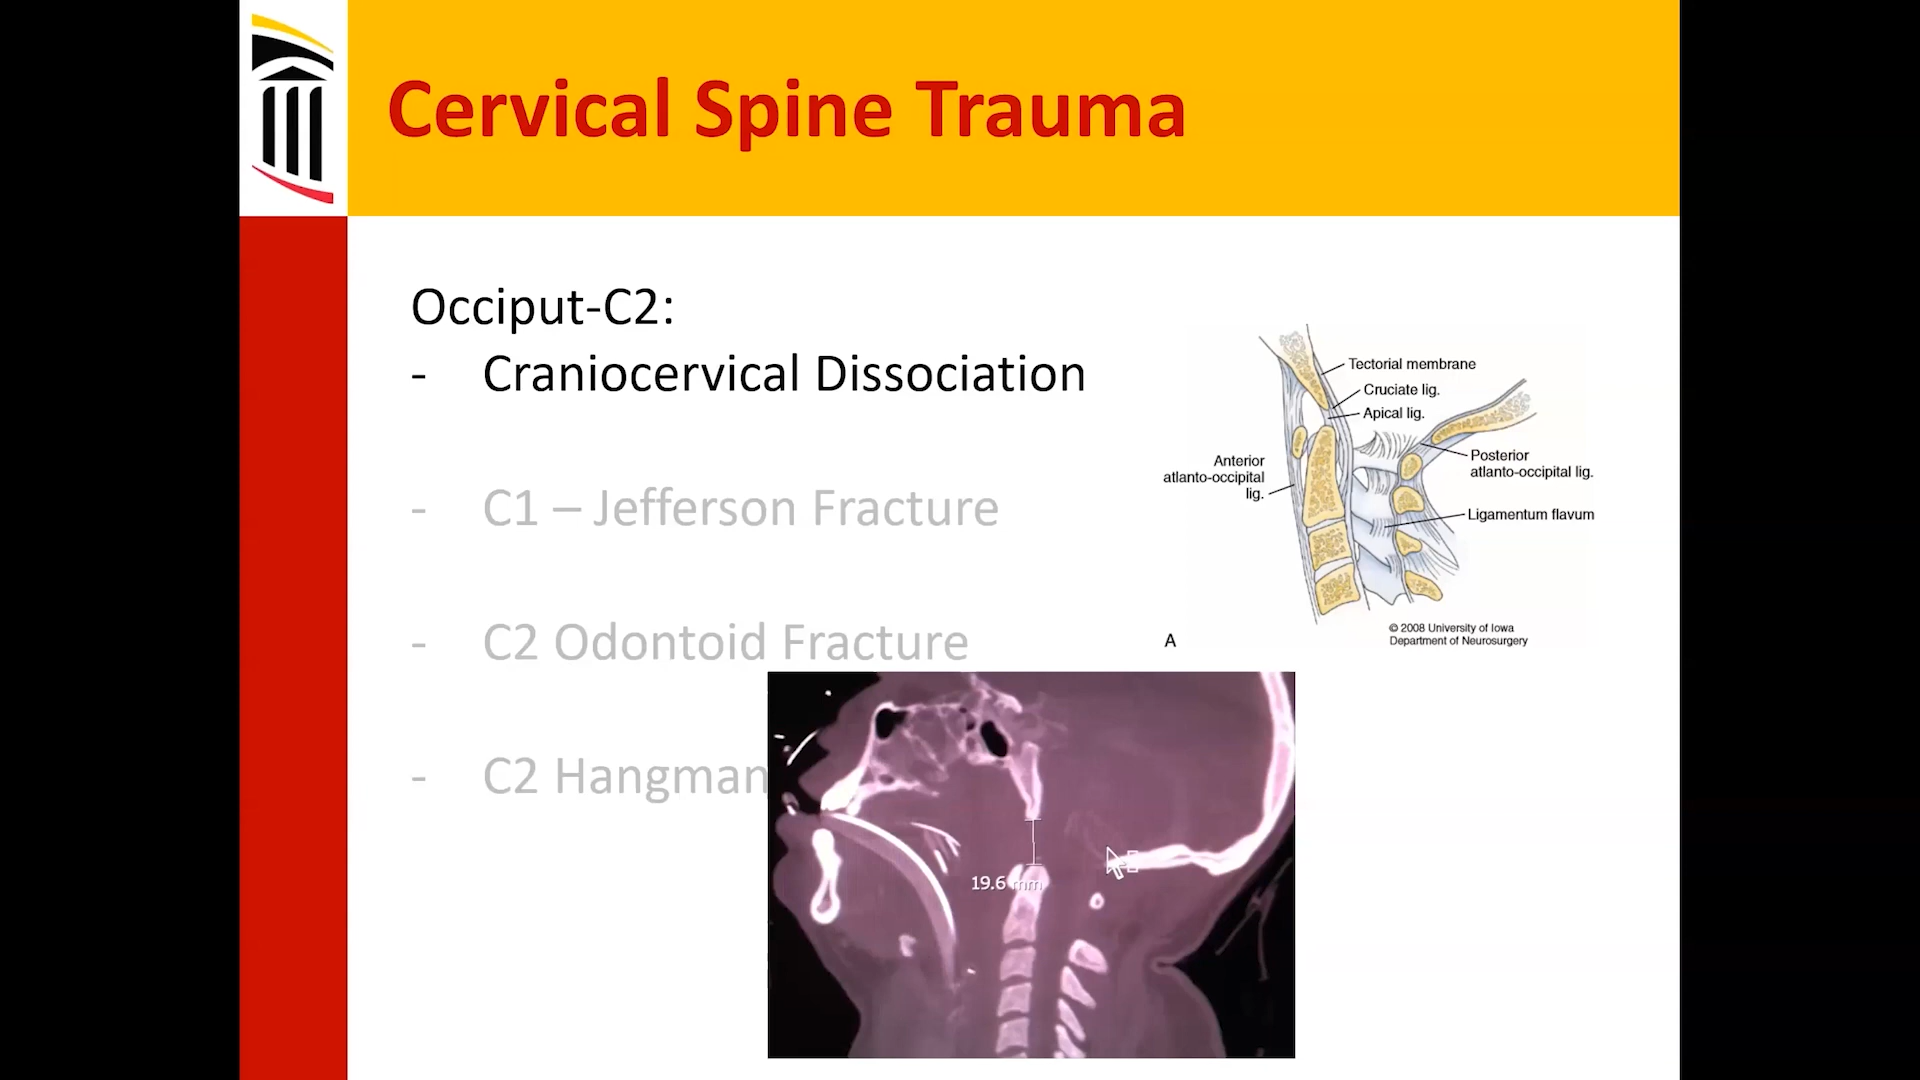 Cervical Spine Trauma
Occiput-C2:
- Craniocervical Dissociation
- C1 – Jefferson Fracture
- C2 Odontoid Fracture
- C2 Hangman
Tectorial membrane
Cruciate lig.
Apical lig.
Anterior
atlanto-occipital
lig.
Posterior
atlanto-occipital lig.
Ligamentum flavum
© 2008 University of Iowa
Department of Neurosurgery
A
19.6 mm